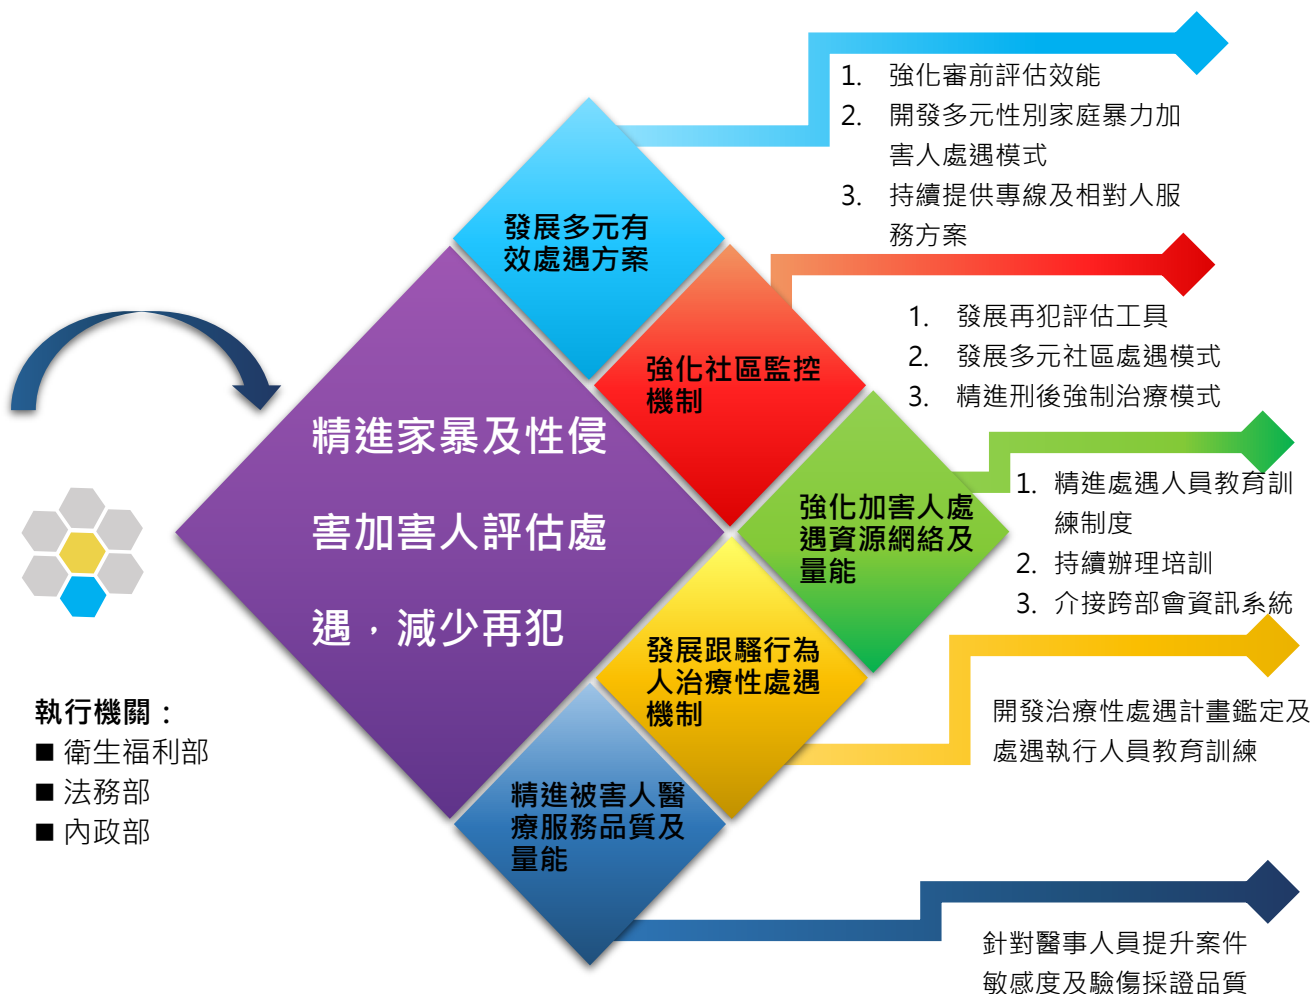 1. 強化審前評估效能
2. 開發多元性別家庭暴力加
害人處遇模式
3. 持續提供專線及相對人服
務方案
發展多元有
效處遇方案
1. 發展再犯評估工具
2. 發展多元社區處遇模式
3. 精進刑後強制治療模式
強化社區監控
機制
精進家暴及性侵
害加害人評估處
遇，減少再犯
1. 精進處遇人員教育訓
練制度
2. 持續辦理培訓
3. 介接跨部會資訊系統
強化加害人處
遇資源網絡及
量能
發展跟騷行為
人治療性處遇
機制
開發治療性處遇計畫鑑定及
處遇執行人員教育訓練
執行機關：
■ 衛生福利部
■ 法務部
■ 內政部
精進被害人醫
療服務品質及
量能
針對醫事人員提升案件
敏感度及驗傷採證品質